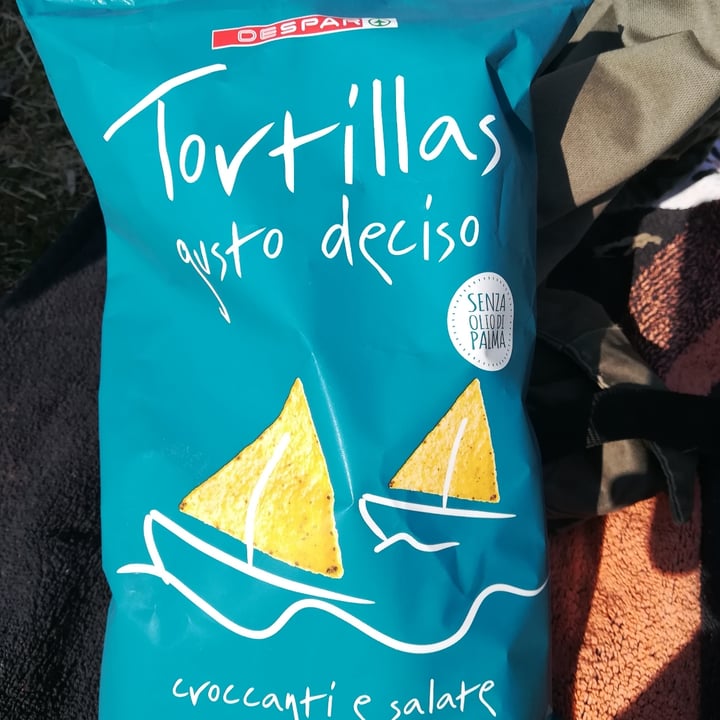 DESPAR
Tortillas
gusto deciso
SENZA
OLIO DI
PALMA
croccanti e salate